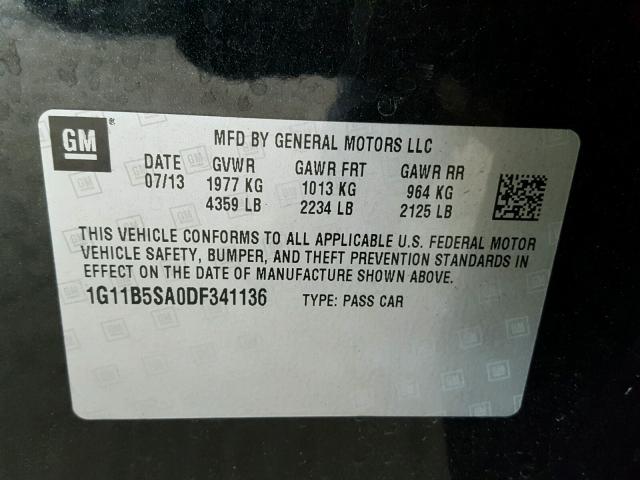 GM ®
MFD BY GENERAL MOTORS LLC
DATE GVWR GAWR FRT GAWR RR
07/13 1977 KG 1013 KG 964 KG
4359 LB 2234 LB 2125 LB
THIS VEHICLE CONFORMS TO ALL APPLICABLE U.S. FEDERAL MOTOR
VEHICLE SAFETY, BUMPER, AND THEFT PREVENTION STANDARDS IN
EFFECT ON THE DATE OF MANUFACTURE SHOWN ABOVE.
1G11B5SA0DF341136 TYPE: PASS CAR